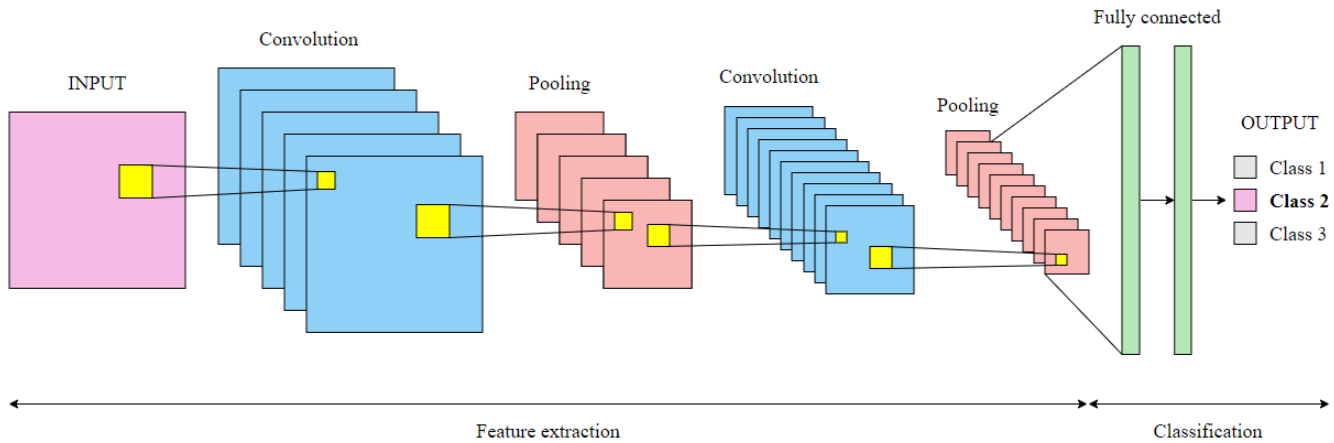 INPUT
Convolution
Pooling
Convolution
Pooling
Fully connected
OUTPUT
Class 1
Class 2
Class 3
Feature extraction
Classification